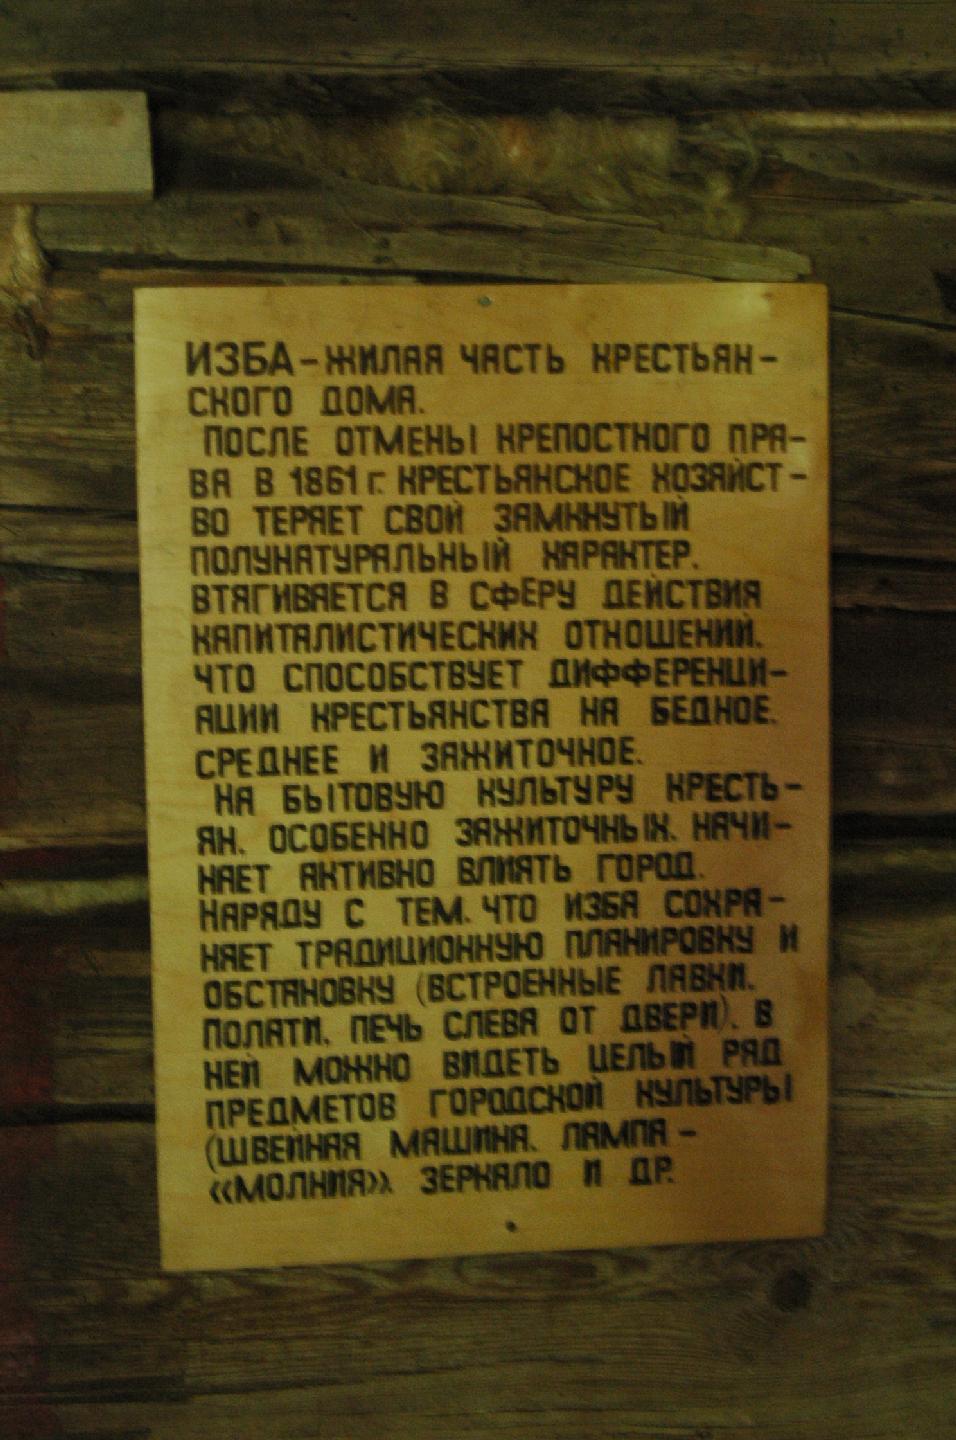 ИЗБА – ЖИЛАЯ ЧАСТЬ КРЕСТЬЯН-
СКОГО ДОМА.
ПОСЛЕ ОТМЕНЫ КРЕПОСТНОГО ПРА-
ВА В 1861 г. КРЕСТЬЯНСКОЕ ХОЗЯЙСТ-
ВО ТЕРЯЕТ СВОЙ ЗАМКНУТЫЙ
ПОЛУНАТУРАЛЬНЫЙ ХАРАКТЕР,
ВТЯГИВАЕТСЯ В СФЕРУ ДЕЙСТВИЯ
КАПИТАЛИСТИЧЕСКИХ ОТНОШЕНИЙ,
ЧТО СПОСОБСТВУЕТ ДИФФЕРЕНЦИ-
АЦИИ КРЕСТЬЯНСТВА НА БЕДНОЕ,
СРЕДНЕЕ И ЗАЖИТОЧНОЕ.
НА БЫТОВУЮ КУЛЬТУРУ КРЕСТЬ-
ЯН, ОСОБЕННО ЗАЖИТОЧНЫХ, НАЧИ-
НАЕТ АКТИВНО ВЛИЯТЬ ГОРОД.
НАРЯДУ С ТЕМ, ЧТО ИЗБА СОХРА-
НЯЕТ ТРАДИЦИОННУЮ ПЛАНИРОВКУ И
ОБСТАНОВКУ (ВСТРОЕННЫЕ ЛАВКИ,
ПОЛАТИ, ПЕЧЬ СЛЕВА ОТ ДВЕРИ), В
НЕЙ МОЖНО ВИДЕТЬ ЦЕЛЫЙ РЯД
ПРЕДМЕТОВ ГОРОДСКОЙ КУЛЬТУРЫ
(ШВЕЙНАЯ МАШИНА, ЛАМПА –
«МОЛНИЯ», ЗЕРКАЛО И ДР.